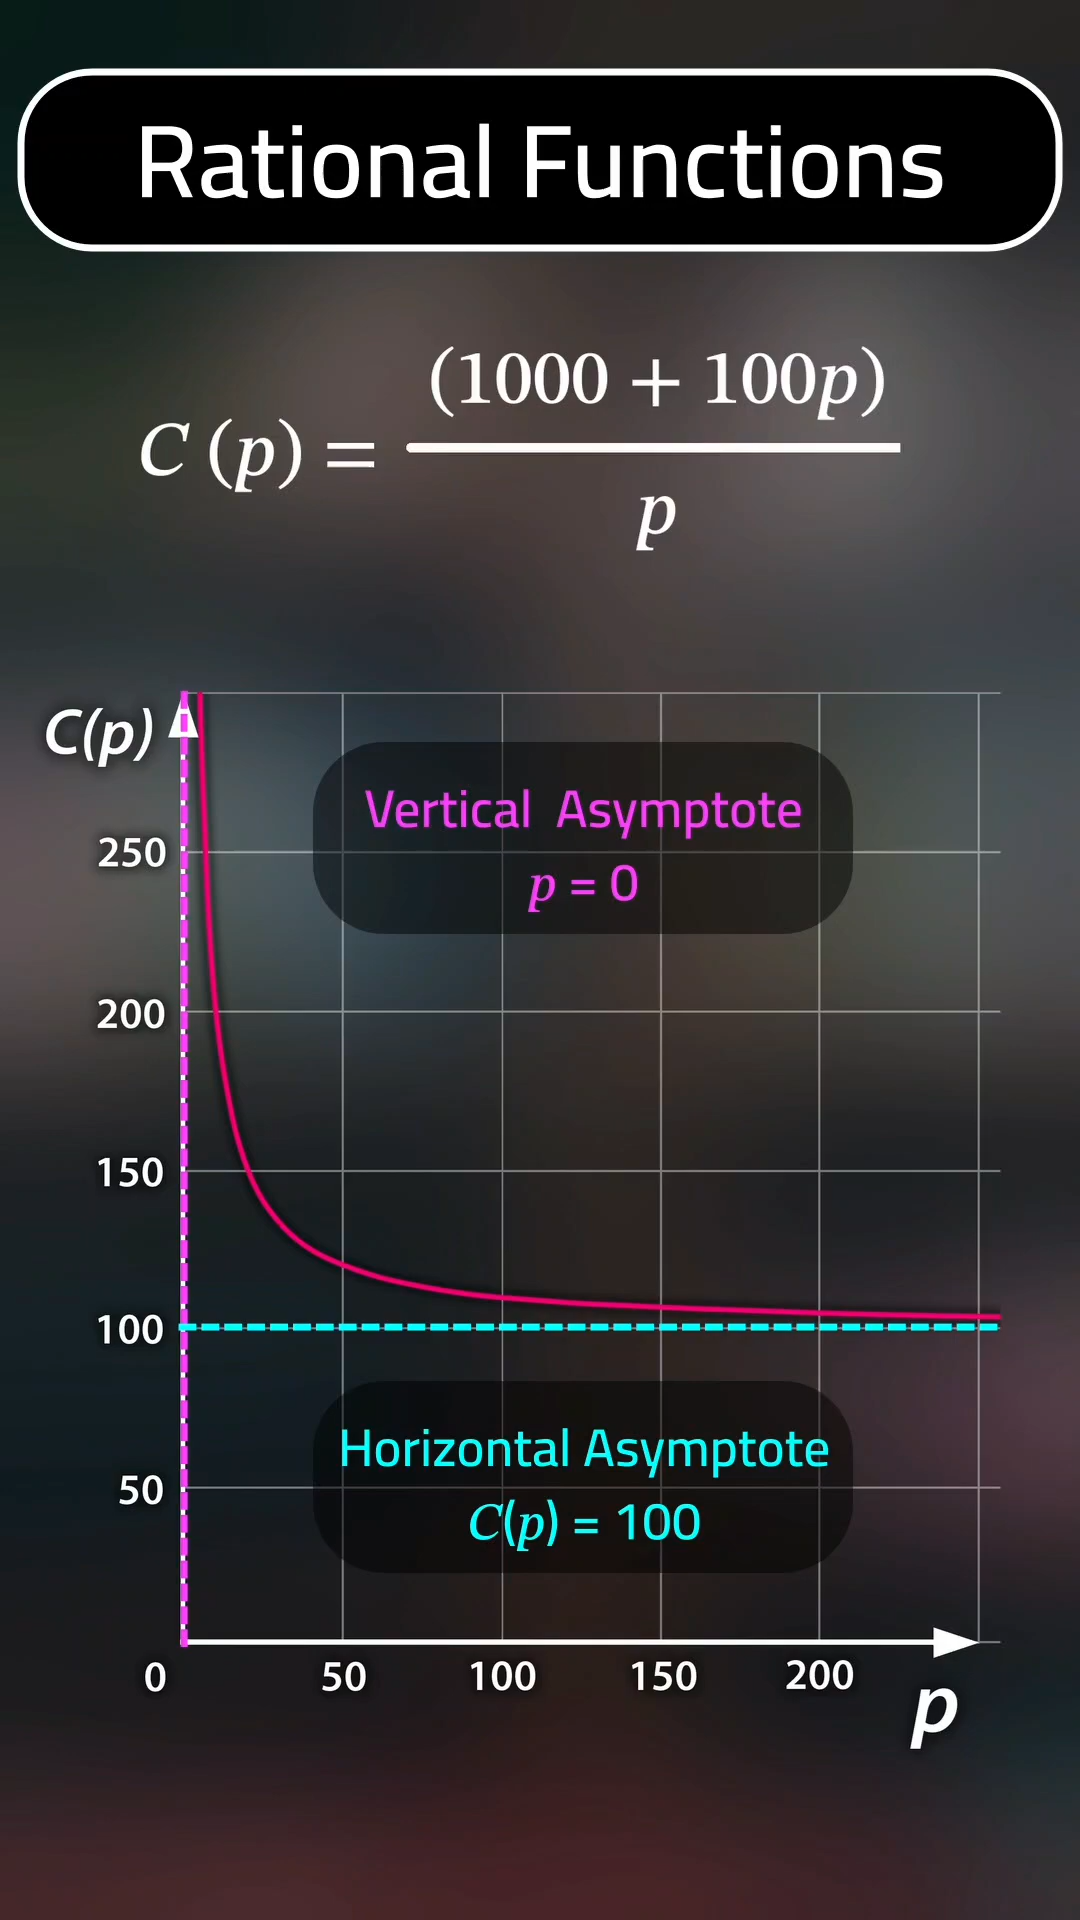 Rational Functions
C (p) = (1000 + 100p) / p
C(p)
Vertical Asymptote
p = 0
250
200
150
100
Horizontal Asymptote
C(p) = 100
50
0 50 100 150 200
p